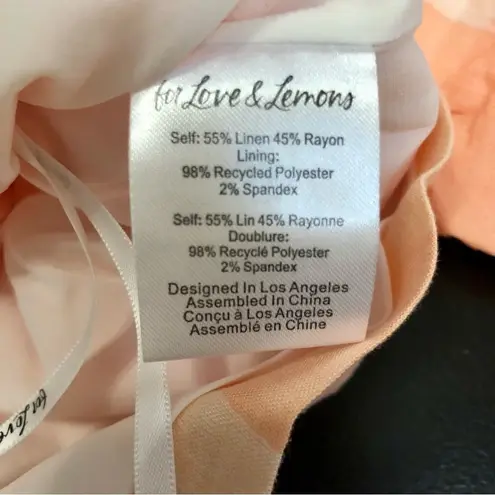 for Love & Lemons
Self: 55% Linen 45% Rayon
Lining:
98% Recycled Polyester
2% Spandex
Self: 55% Lin 45% Rayonne
Doublure:
98% Recyclé Polyester
2% Spandex
Designed In Los Angeles
Assembled In China
Conçu à Los Angeles
Assemblé en Chine
for Love